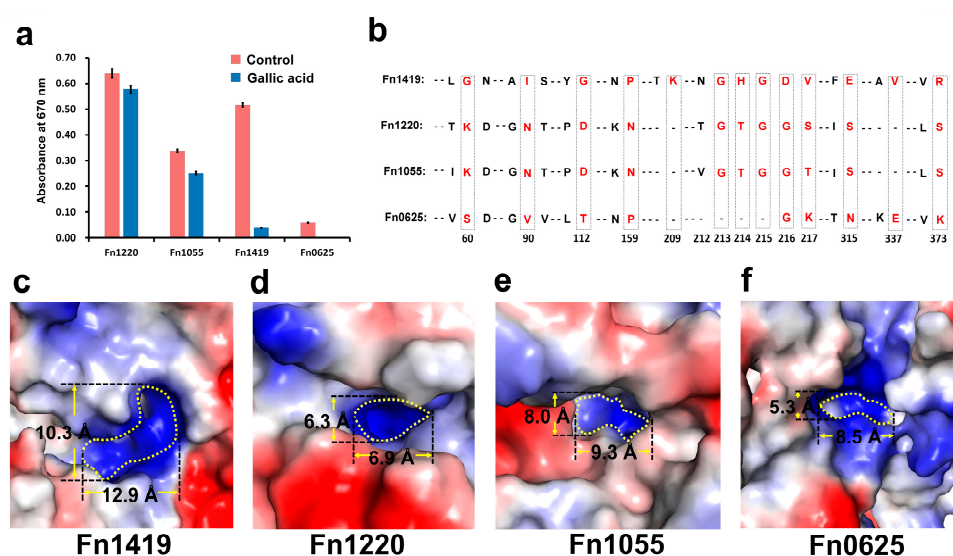 a
Absorbance at 670 nm
0.70
0.60
0.50
0.40
0.30
0.20
0.10
0.00
Control
Gallic acid
Fn1220 Fn1055 Fn1419 Fn0625
b
Fn1419: --L G N A I S Y G N P -- T K -- N G H G D V -- F E -- A V -- V R
Fn1220: --T K D G N T P D K N --- - --- T G T G G S -- I S --- - --- L S
Fn1055: --I K D G N T P D K N --- - --- V G T G G T -- I S --- - --- L S
Fn0625: --V S D G V V L T N P --- - --- - - - - G K -- T N -- K E -- V K
60 90 112 159 209 212 213 214 215 216 217 315 337 373
c
10.3 Å
12.9 Å
Fn1419
d
6.3 Å
6.9 Å
Fn1220
e
8.0 Å
9.3 Å
Fn1055
f
5.3 Å
8.5 Å
Fn0625